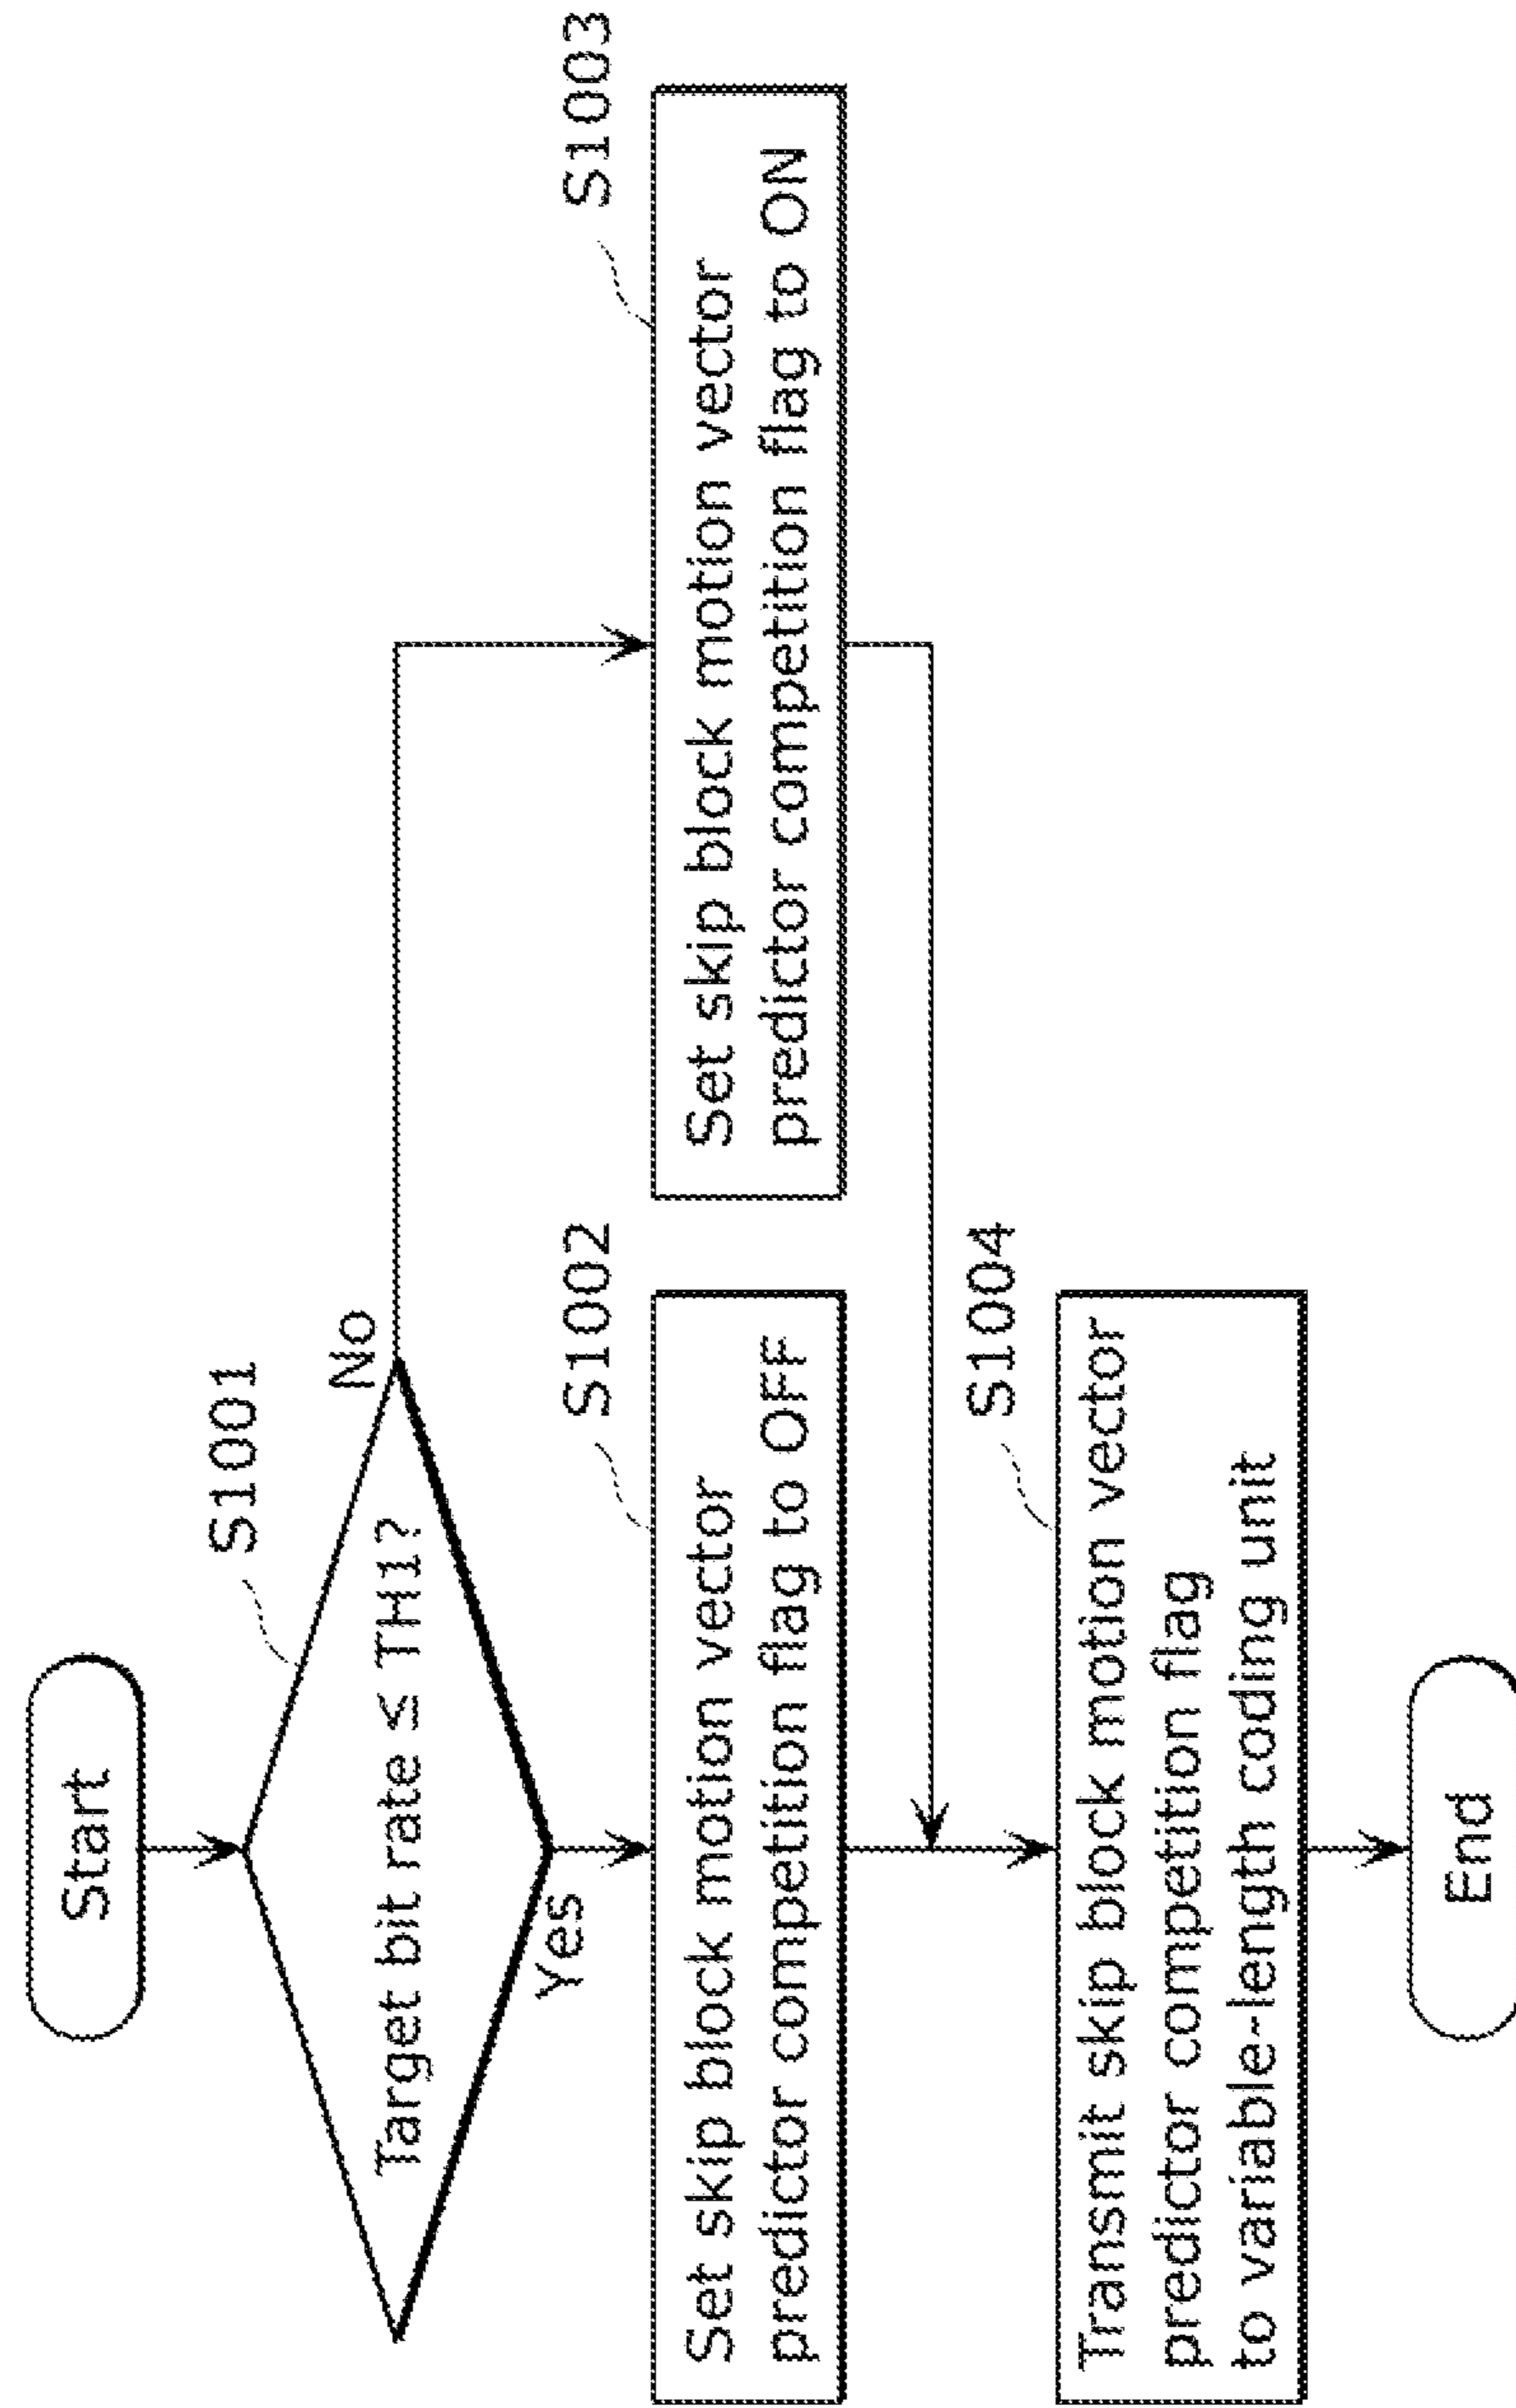 Start
S1001
Target bit rate ≤ TH1?
No
Yes
S1002
Set skip block motion vector
predictor competition flag to OFF
S1003
Set skip block motion vector
predictor competition flag to ON
S1004
Transmit skip block motion vector
predictor competition flag
to variable-length coding unit
End